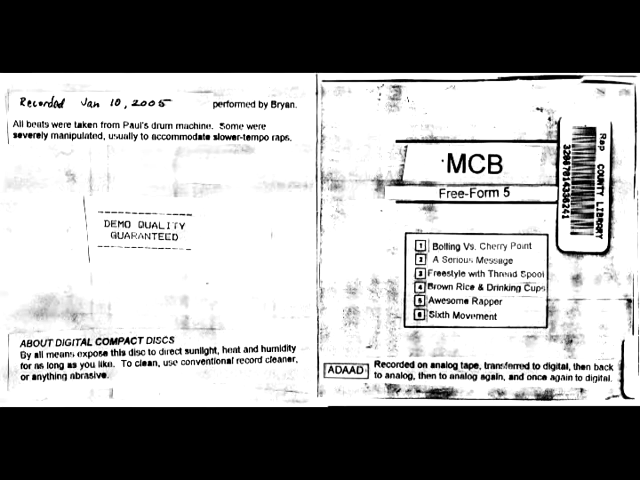 Recorded Jan 10, 2005 performed by Bryan.
All beats were taken from Paul's drum machine. Some were
severely manipulated, usually to accommodate slower-tempo raps.
DEMO QUALITY
GUARANTEED
ABOUT DIGITAL COMPACT DISCS
By all means expose this disc to direct sunlight, heat and humidity
for as long as you like. To clean, use conventional record cleaner,
or anything abrasive.
MCB
Free-Form 5
1 Bolling Vs. Cherry Point
2 A Serious Message
3 Freestyle with Thread Spool
4 Brown Rice & Drinking Cups
5 Awesome Rapper
6 Sixth Movement
Rap COUNTY LIBRARY
ADAAD Recorded on analog tape, transferred to digital, then back
to analog, then to analog again, and once again to digital.